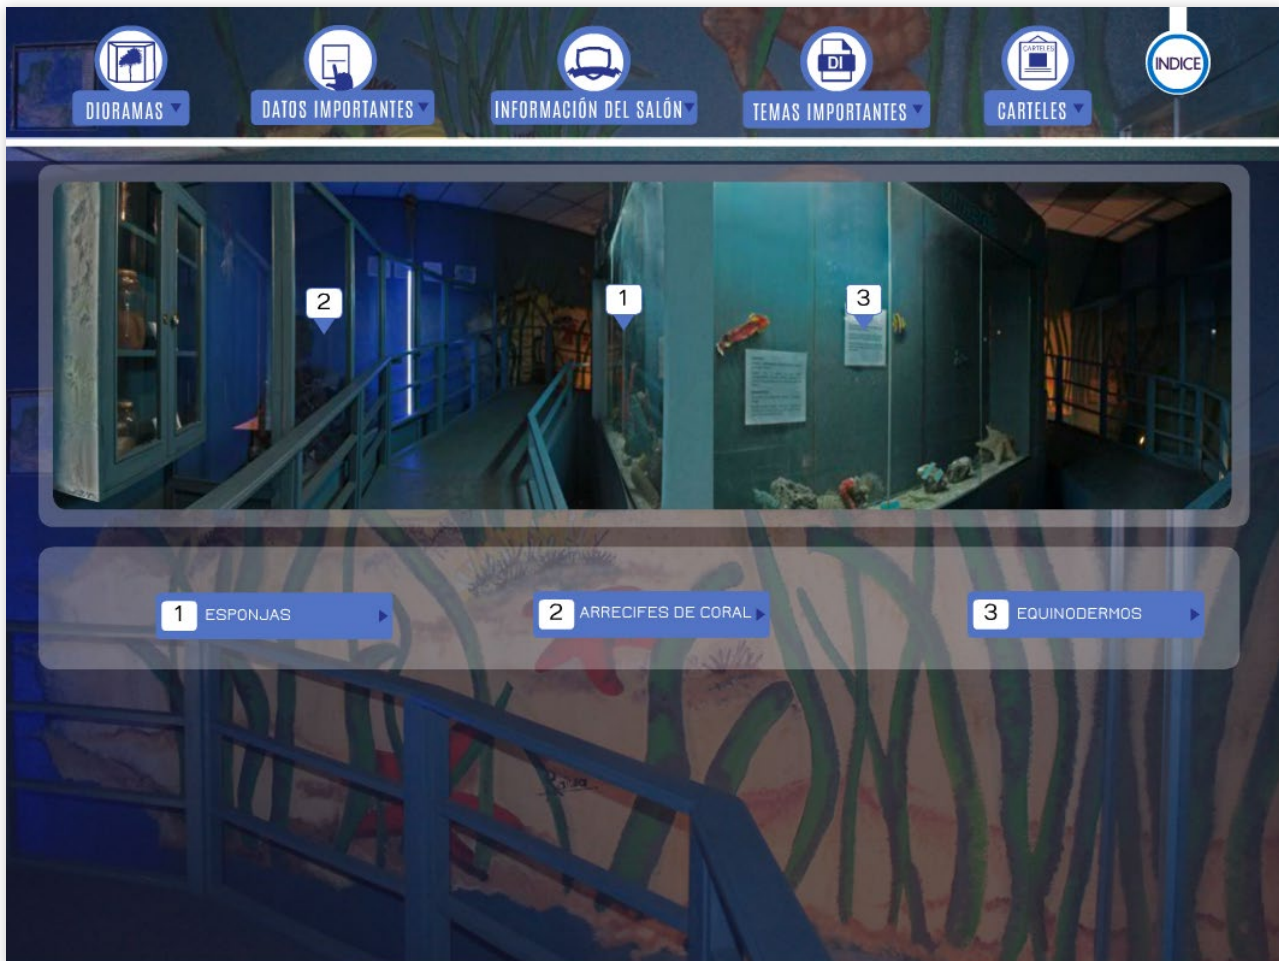 CARTELES
DI
INDICE
DIORAMAS
DATOS IMPORTANTES
INFORMACIÓN DEL SALÓN
TEMAS IMPORTANTES
CARTELES
2
1
3
1 ESPONJAS
2 ARRECIFES DE CORAL
3 EQUINODERMOS